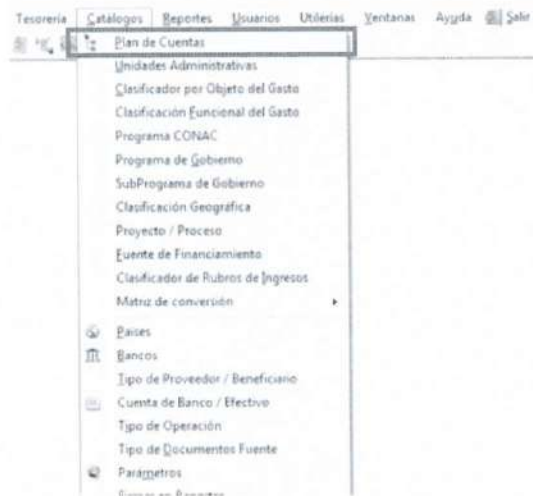 Tesorería Catálogos Reportes Usuarios Utilerías Ventanas Ayuda Salir
Plan de Cuentas
Unidades Administrativas
Clasificador por Objeto del Gasto
Clasificación Funcional del Gasto
Programa CONAC
Programa de Gobierno
SubPrograma de Gobierno
Clasificación Geográfica
Proyecto / Proceso
Fuente de Financiamiento
Clasificador de Rubros de Ingresos
Matriz de conversión
Paises
Bancos
Tipo de Proveedor / Beneficiario
Cuenta de Banco / Efectivo
Tipo de Operación
Tipo de Documentos Fuente
Parámetros